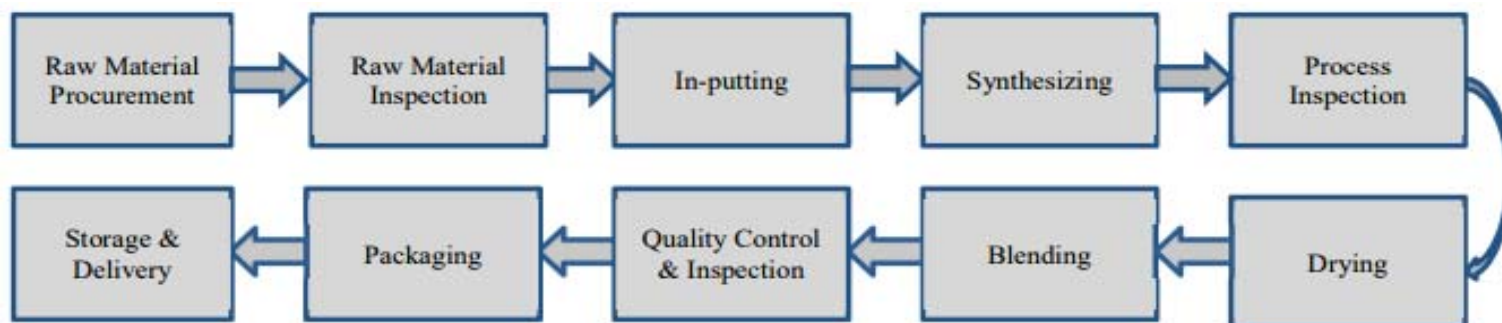 Raw Material
Procurement
Raw Material
Inspection
In-putting
Synthesizing
Process
Inspection
Drying
Blending
Quality Control
& Inspection
Packaging
Storage &
Delivery